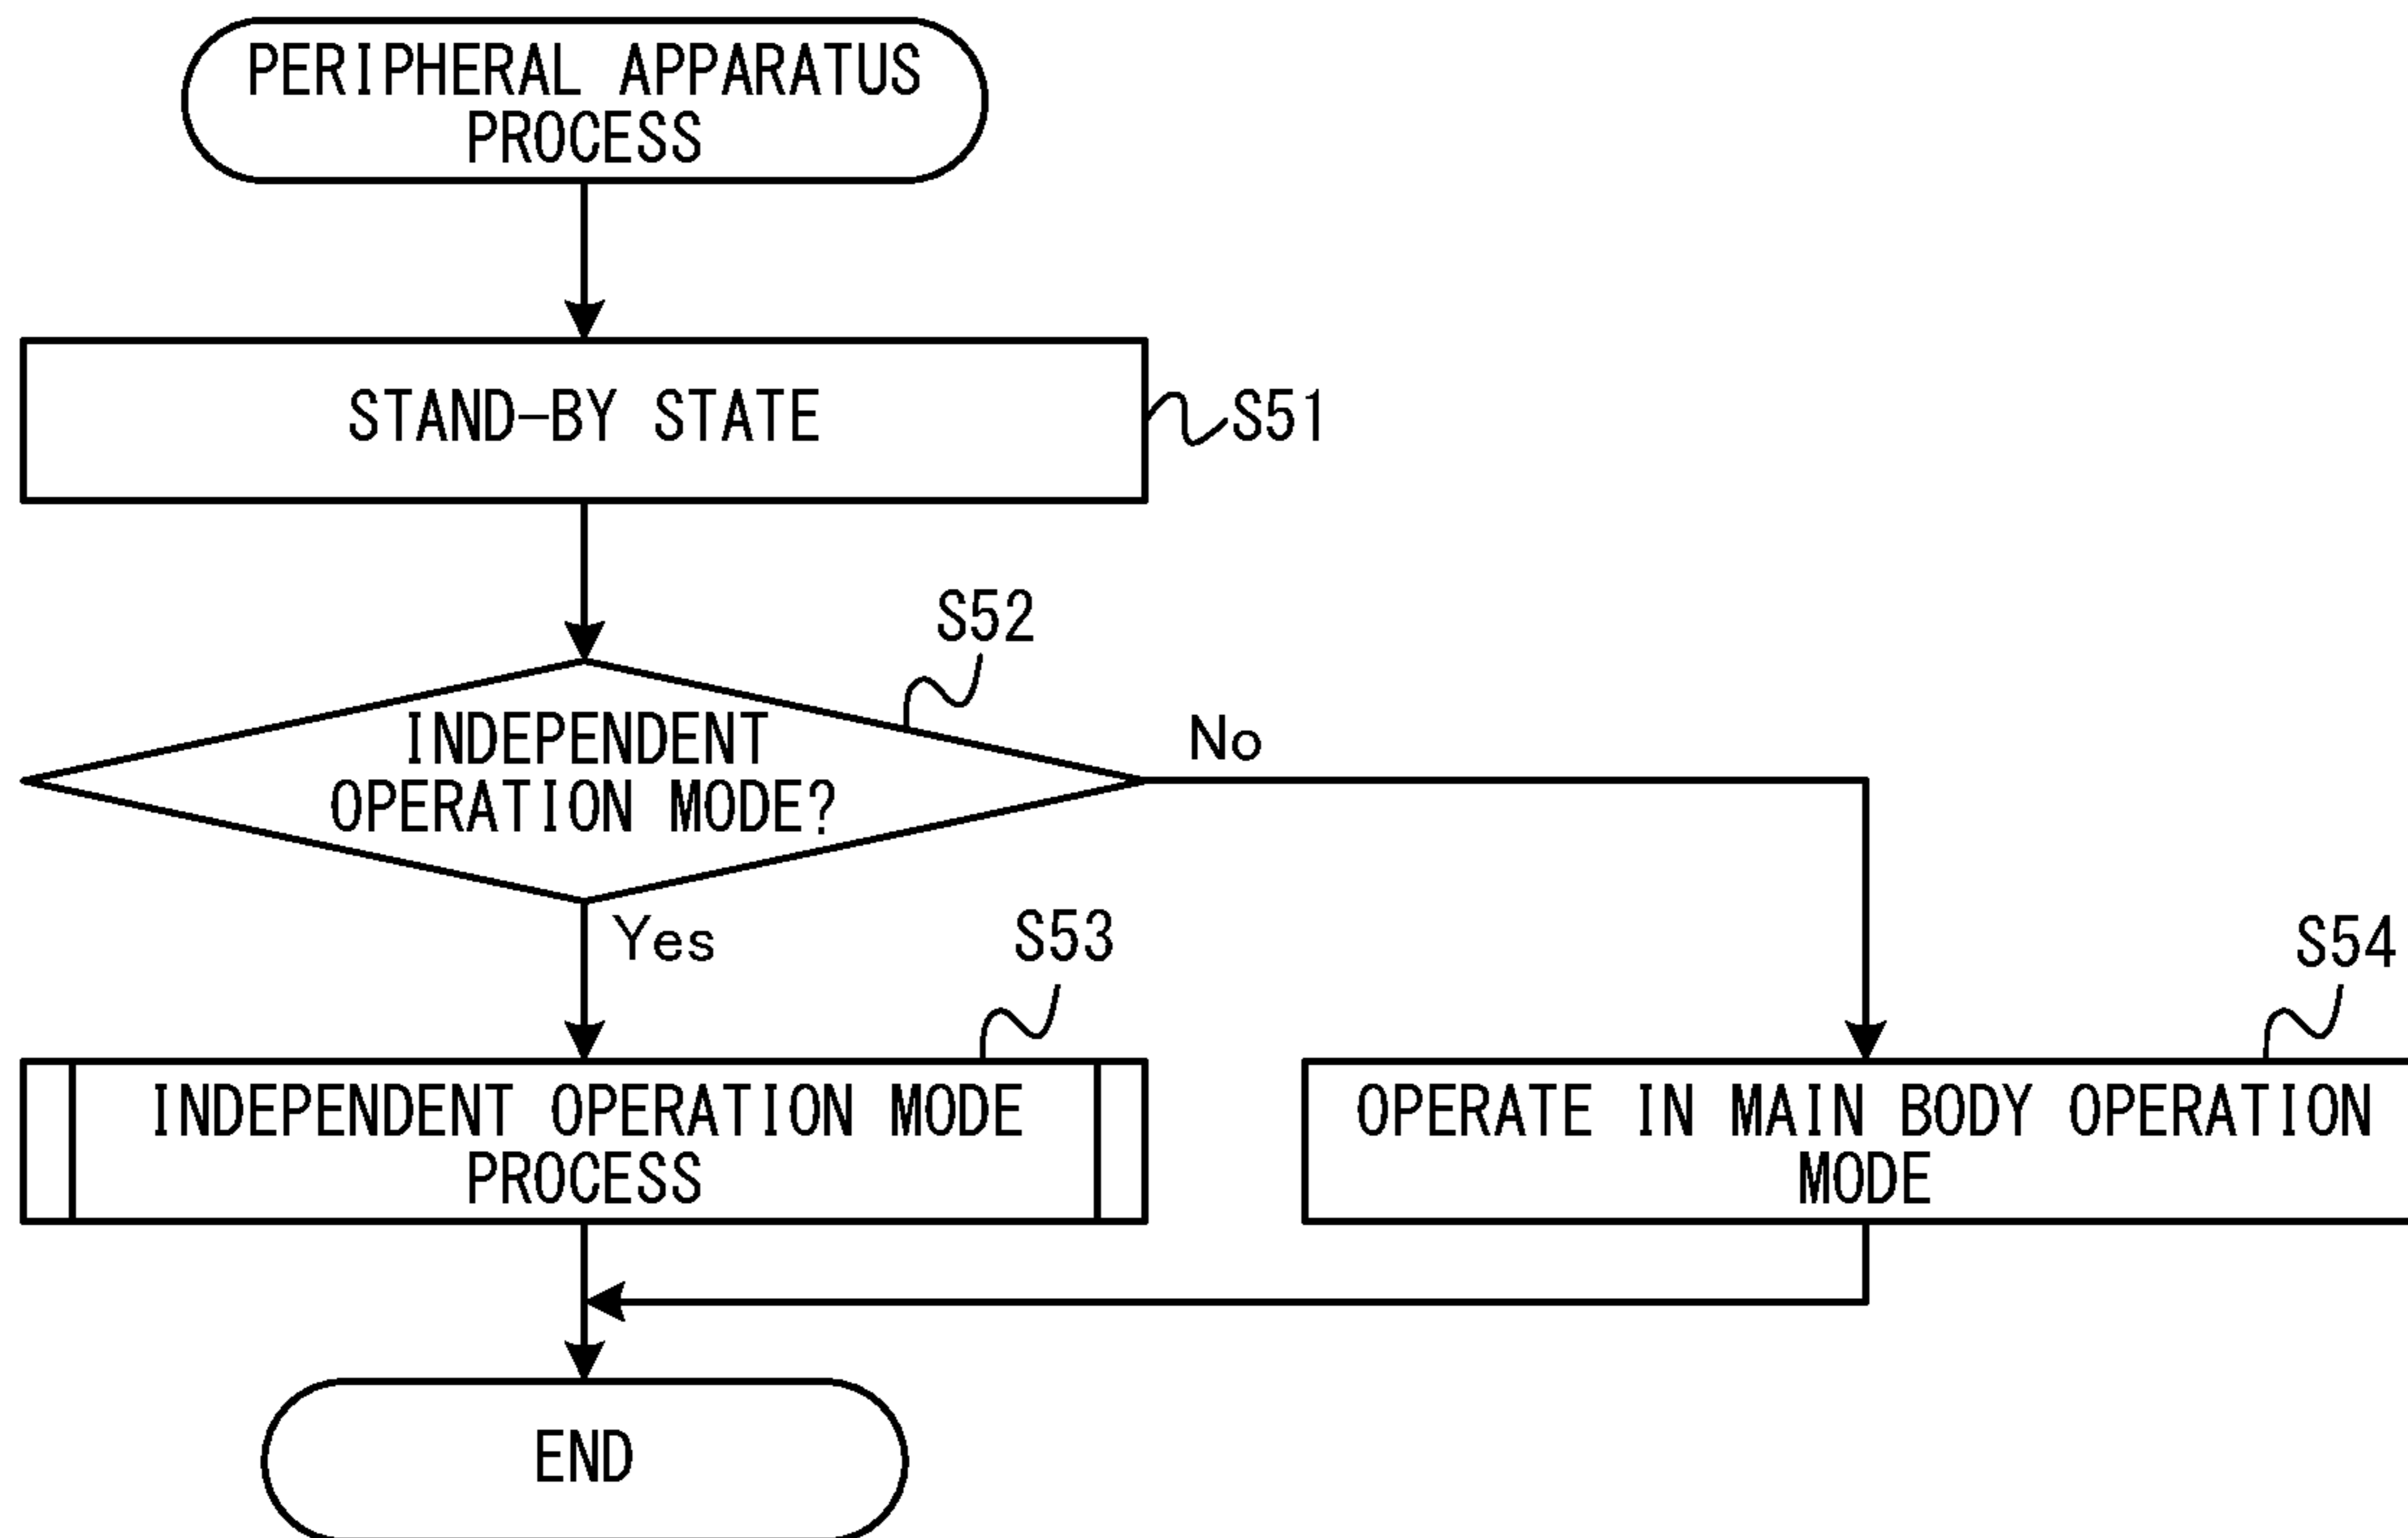 PERIPHERAL APPARATUS
PROCESS
STAND-BY STATE
S51
S52
INDEPENDENT
OPERATION MODE?
No
Yes
S53
INDEPENDENT OPERATION MODE
PROCESS
S54
OPERATE IN MAIN BODY OPERATION
MODE
END